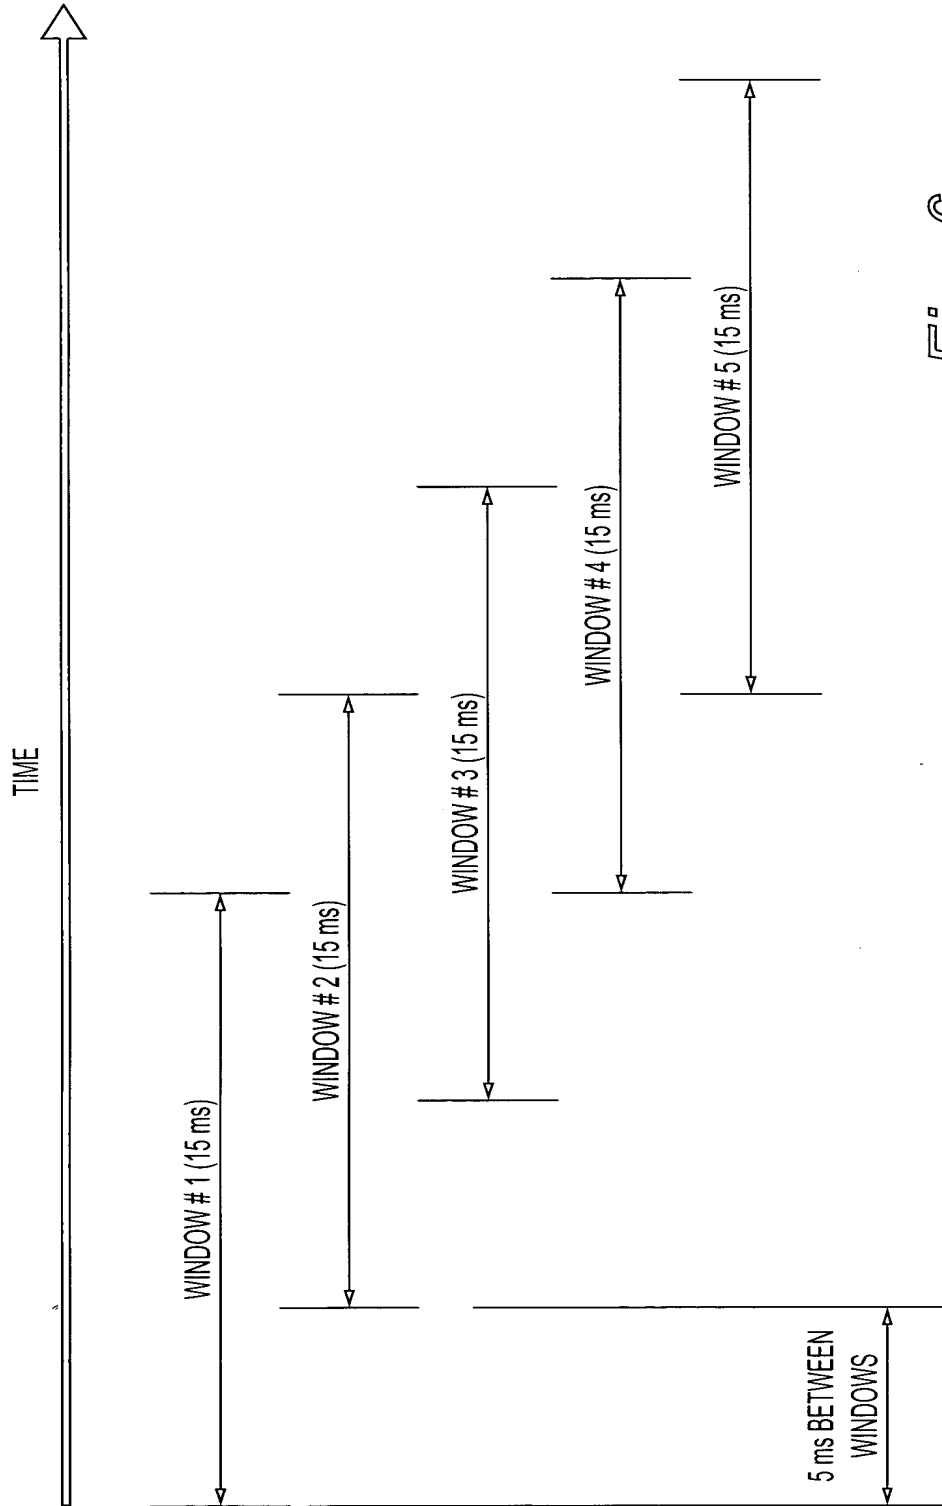 TIME
WINDOW # 1 (15 ms)
WINDOW # 2 (15 ms)
WINDOW # 3 (15 ms)
WINDOW # 4 (15 ms)
WINDOW # 5 (15 ms)
5 ms BETWEEN
WINDOWS